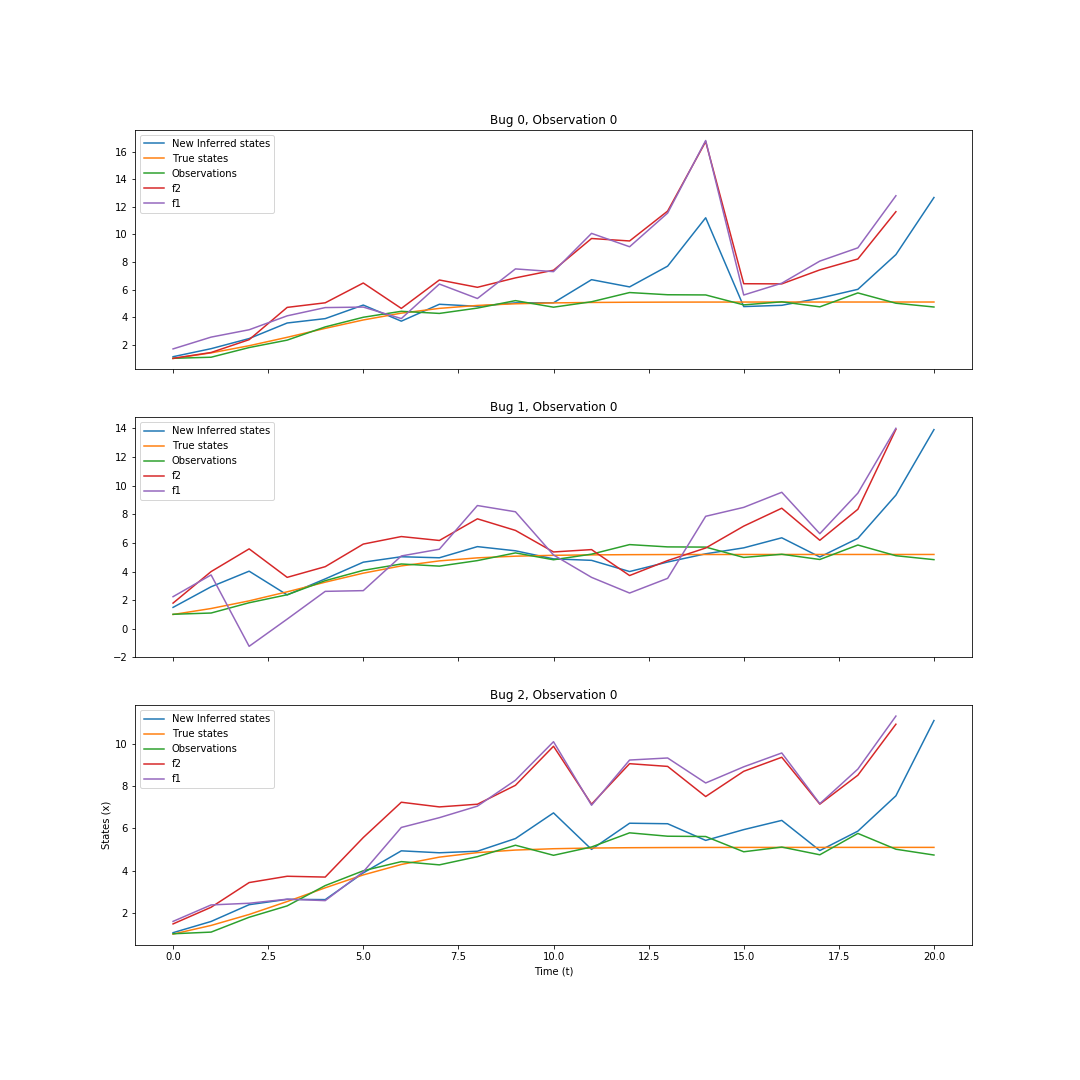 Bug 0, Observation 0
New Inferred states
True states
Observations
f2
f1
16
14
12
10
8
6
4
2
Bug 1, Observation 0
New Inferred states
True states
Observations
f2
f1
14
12
10
8
6
4
2
0
−2
Bug 2, Observation 0
New Inferred states
True states
Observations
f2
f1
States (x)
10
8
6
4
2
0.0 2.5 5.0 7.5 10.0 12.5 15.0 17.5 20.0
Time (t)